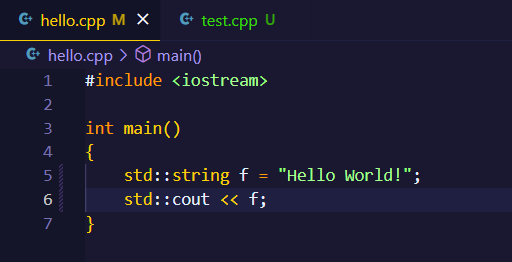 hello.cpp M test.cpp U
hello.cpp > main()
1 #include <iostream>
2
3 int main()
4 {
5 std::string f = "Hello World!";
6 std::cout << f;
7 }